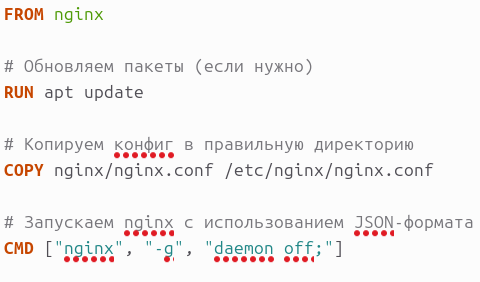 FROM nginx
# Обновляем пакеты (если нужно)
RUN apt update
# Копируем конфиг в правильную директорию
COPY nginx/nginx.conf /etc/nginx/nginx.conf
# Запускаем nginx с использованием JSON-формата
CMD ["nginx", "-g", "daemon off;"]